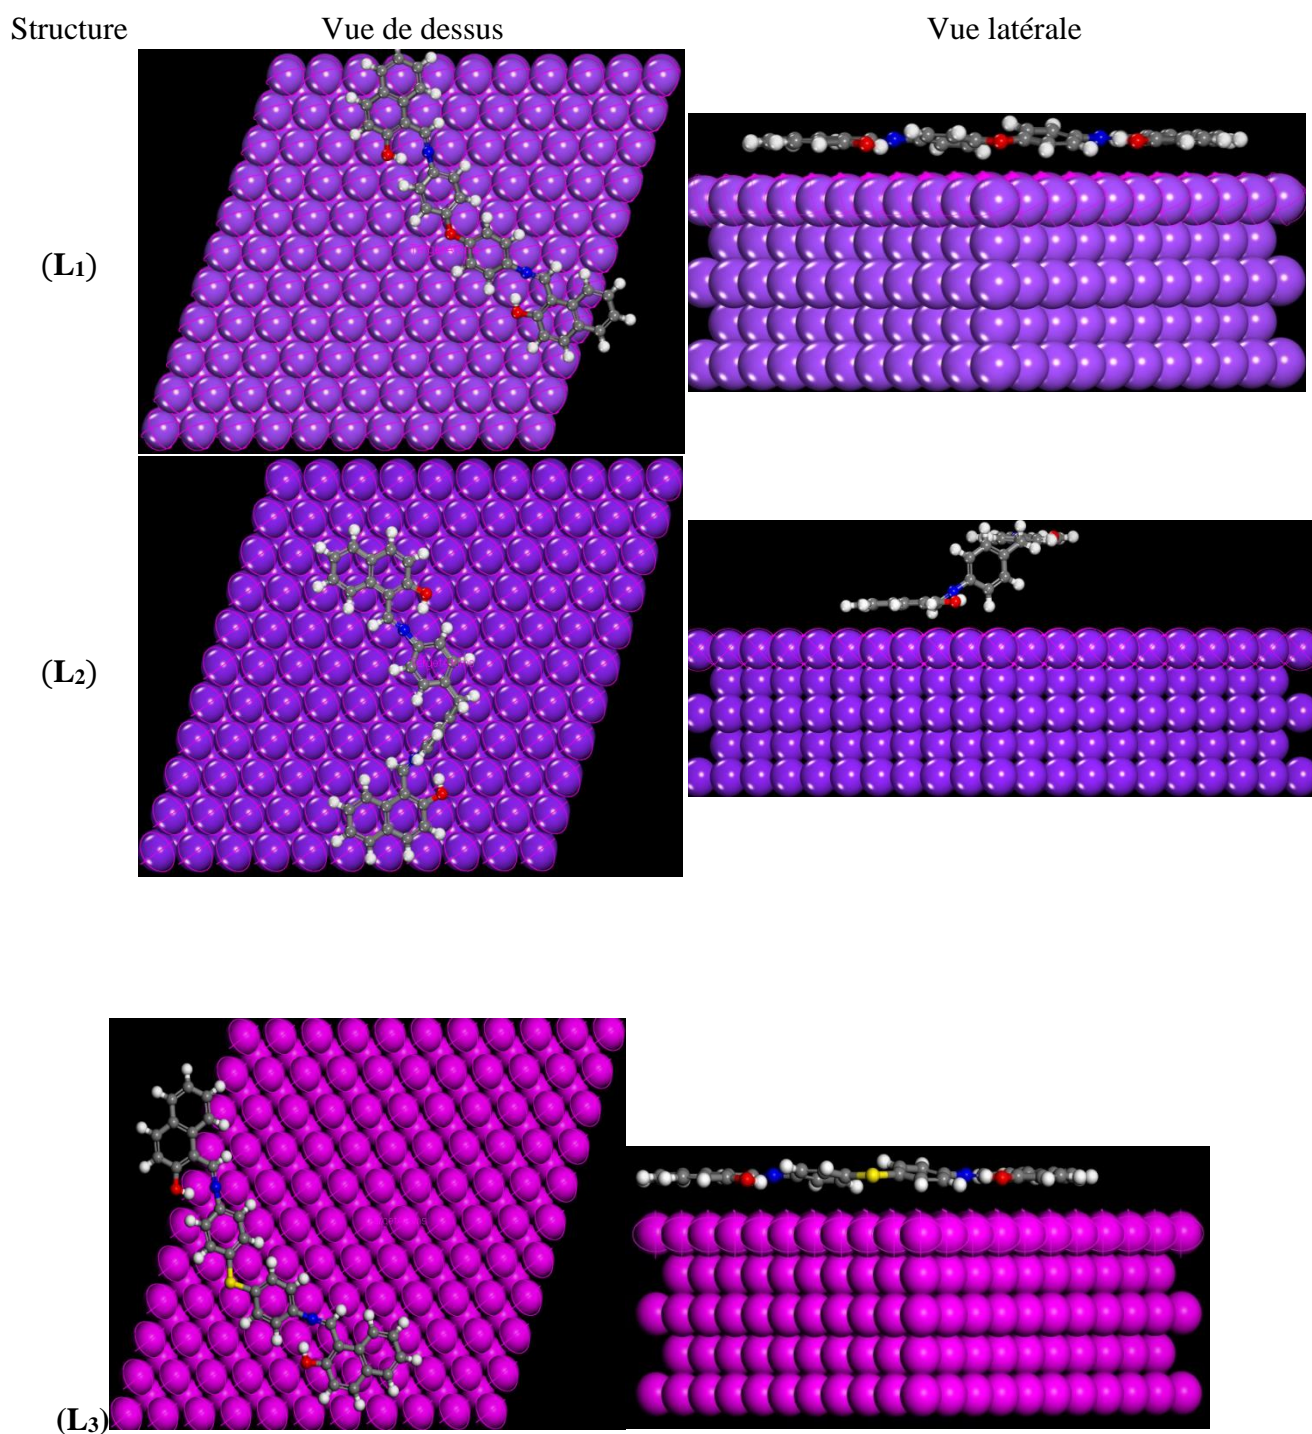 Structure Vue de dessus Vue latérale
(L1)
(L2)
(L3)